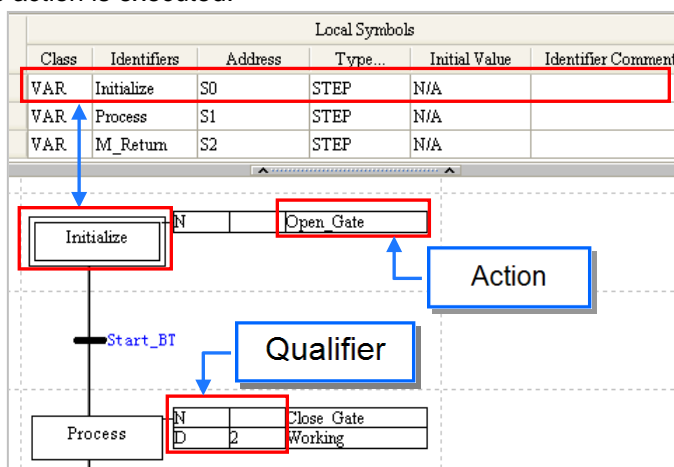 action is executed.
Local Symbols
Class Identifiers Address Type... Initial Value Identifier Comment
VAR Initialize S0 STEP N/A
VAR Process S1 STEP N/A
VAR M_Return S2 STEP N/A
Initialize N Open_Gate
Action
Start_BT
Qualifier
Process N Close_Gate
D 2 Working